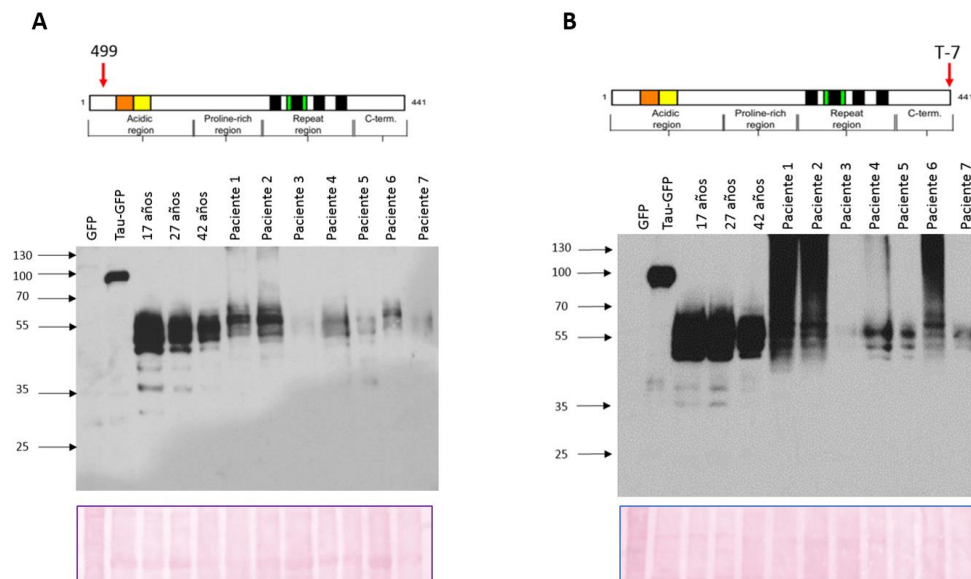 A
499
1
441
Acidic
region
Proline-rich
region
Repeat
region
C-term.
GFP
Tau-GFP
17 años
27 años
42 años
Paciente 1
Paciente 2
Paciente 3
Paciente 4
Paciente 5
Paciente 6
Paciente 7
130
100
70
55
35
25
B
T-7
1
441
Acidic
region
Proline-rich
region
Repeat
region
C-term.
GFP
Tau-GFP
17 años
27 años
42 años
Paciente 1
Paciente 2
Paciente 3
Paciente 4
Paciente 5
Paciente 6
Paciente 7
130
100
70
55
35
25